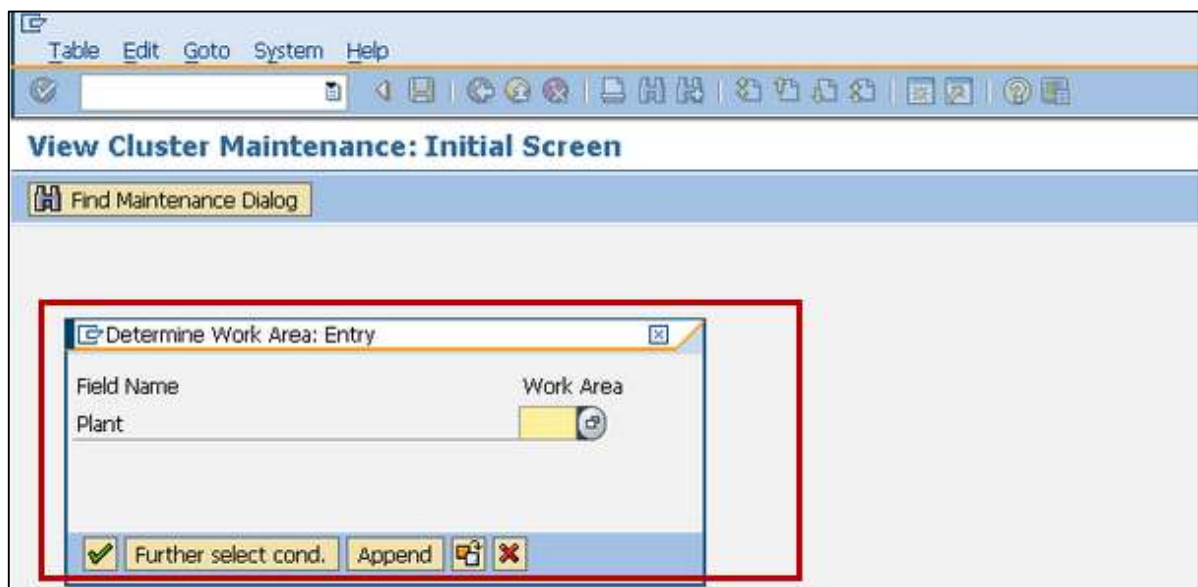 Table Edit Goto System Help
View Cluster Maintenance: Initial Screen
Find Maintenance Dialog
Determine Work Area: Entry
Field Name Work Area
Plant
Further select cond. Append